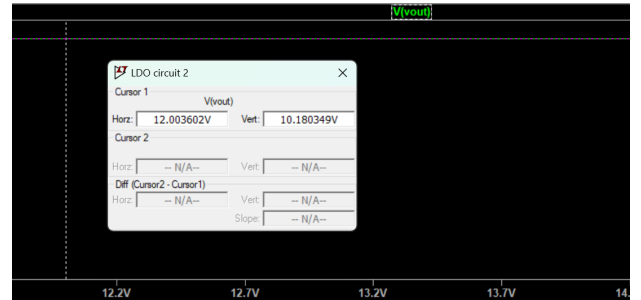 V(vout)
LDO circuit 2
Cursor 1
V(vout)
Horz: 12.003602V Vert: 10.180349V
Cursor 2
Horz: -- N/A-- Vert: -- N/A--
Diff (Cursor2 - Cursor1)
Horz: -- N/A-- Vert: -- N/A--
Slope: -- N/A--
12.2V 12.7V 13.2V 13.7V 14.